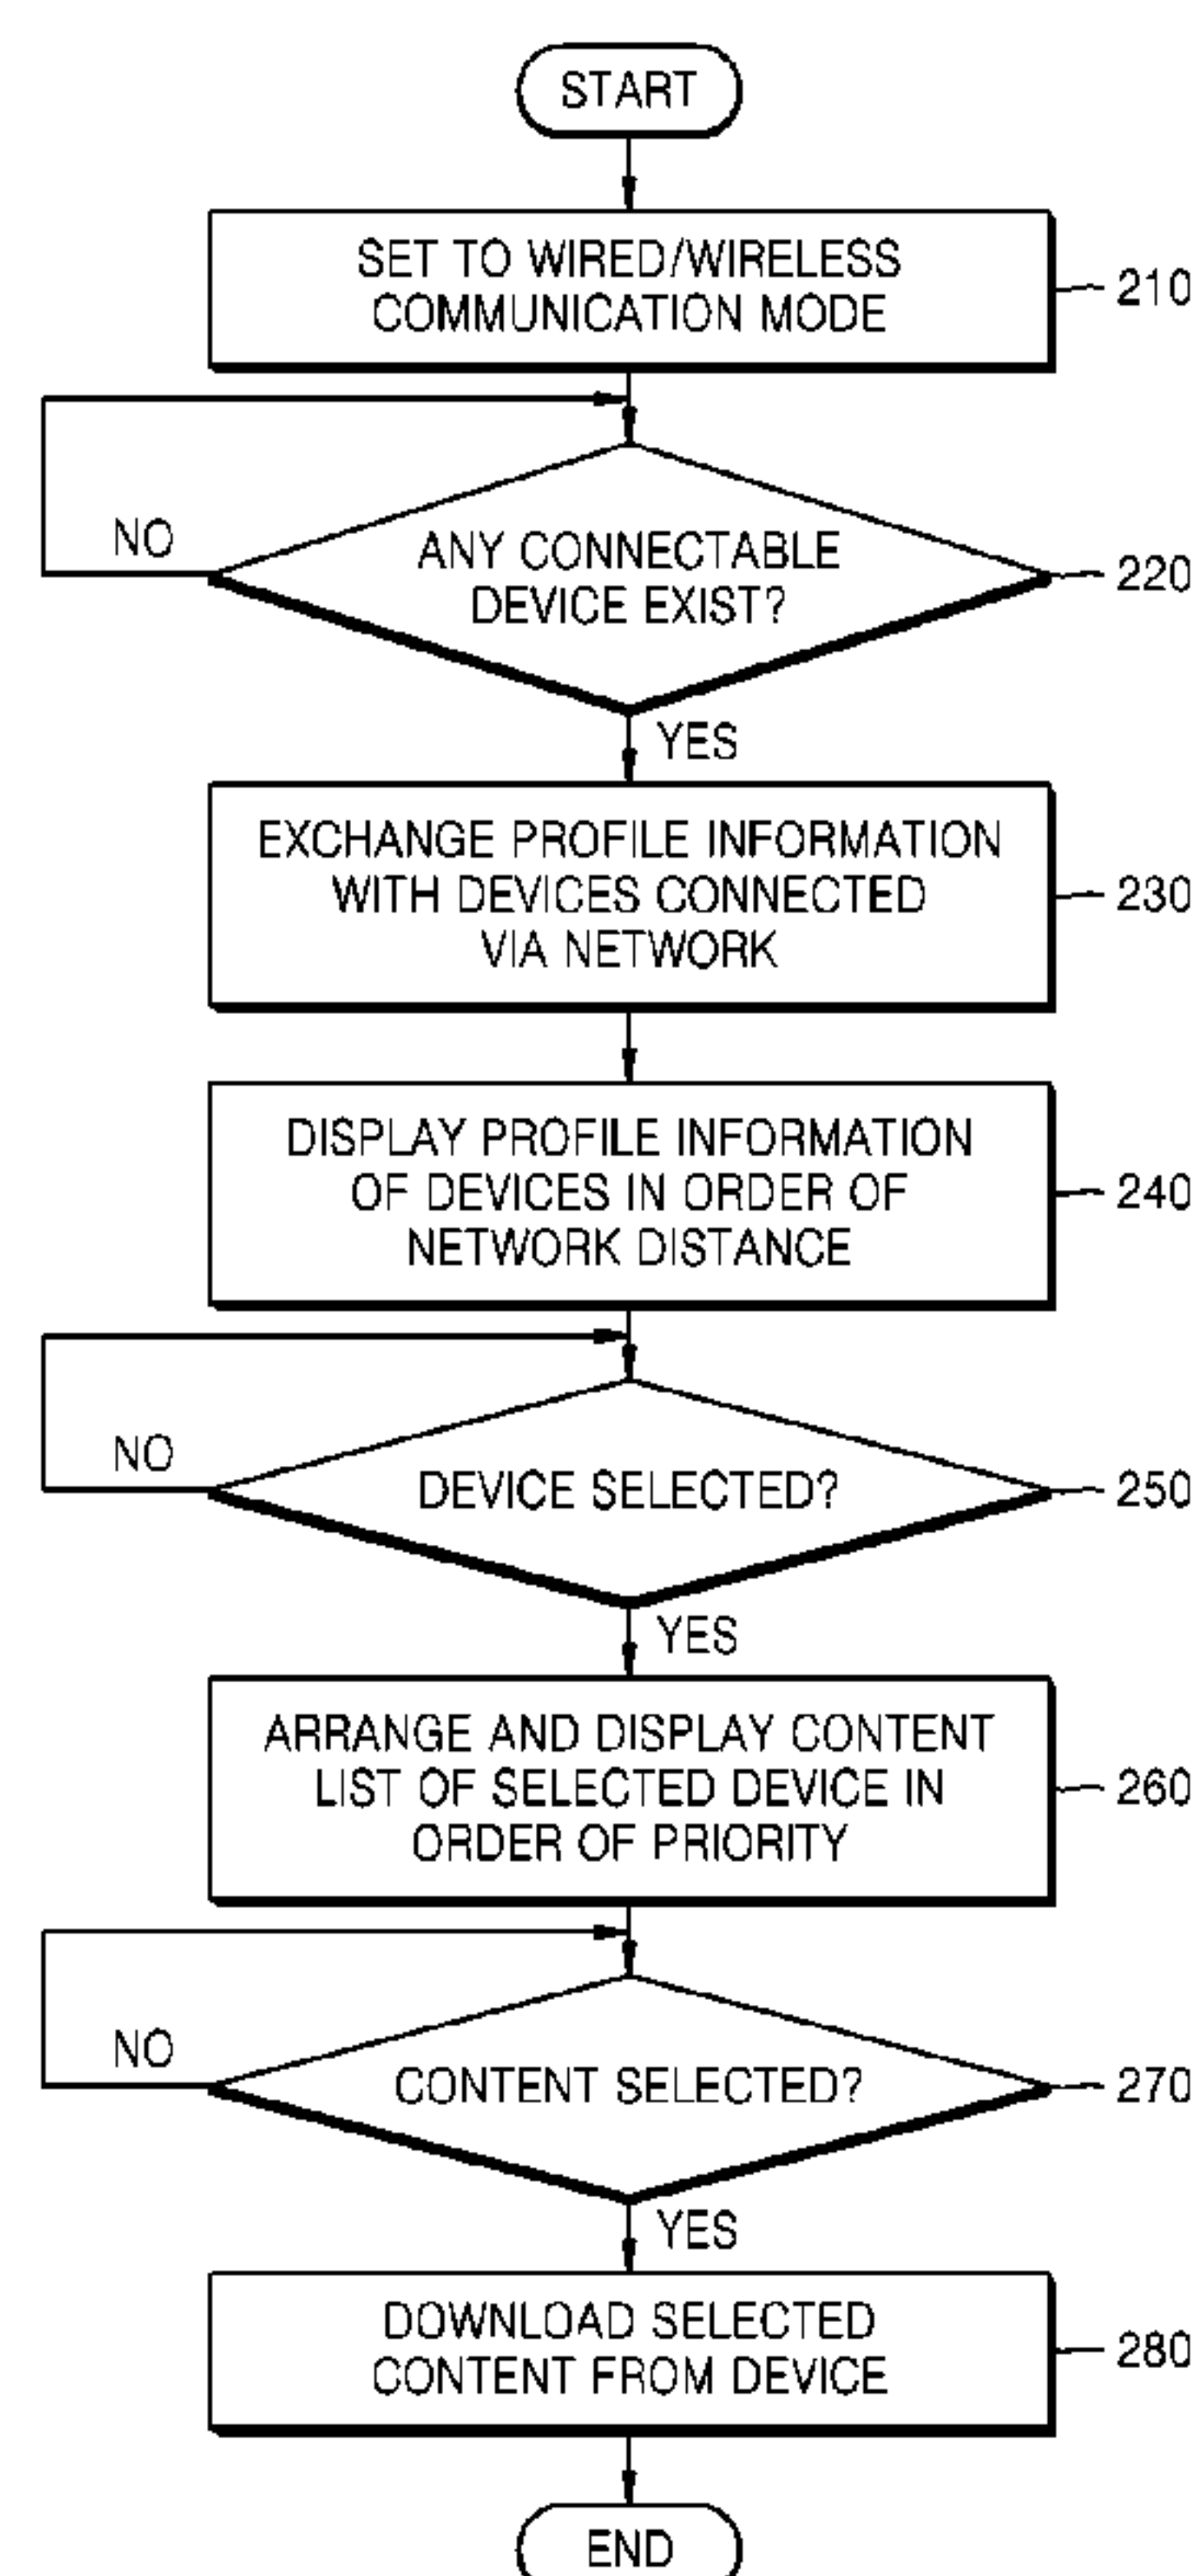 START
SET TO WIRED/WIRELESS
COMMUNICATION MODE
210
NO
ANY CONNECTABLE
DEVICE EXIST?
220
YES
EXCHANGE PROFILE INFORMATION
WITH DEVICES CONNECTED
VIA NETWORK
230
DISPLAY PROFILE INFORMATION
OF DEVICES IN ORDER OF
NETWORK DISTANCE
240
NO
DEVICE SELECTED?
250
YES
ARRANGE AND DISPLAY CONTENT
LIST OF SELECTED DEVICE IN
ORDER OF PRIORITY
260
NO
CONTENT SELECTED?
270
YES
DOWNLOAD SELECTED
CONTENT FROM DEVICE
280
END